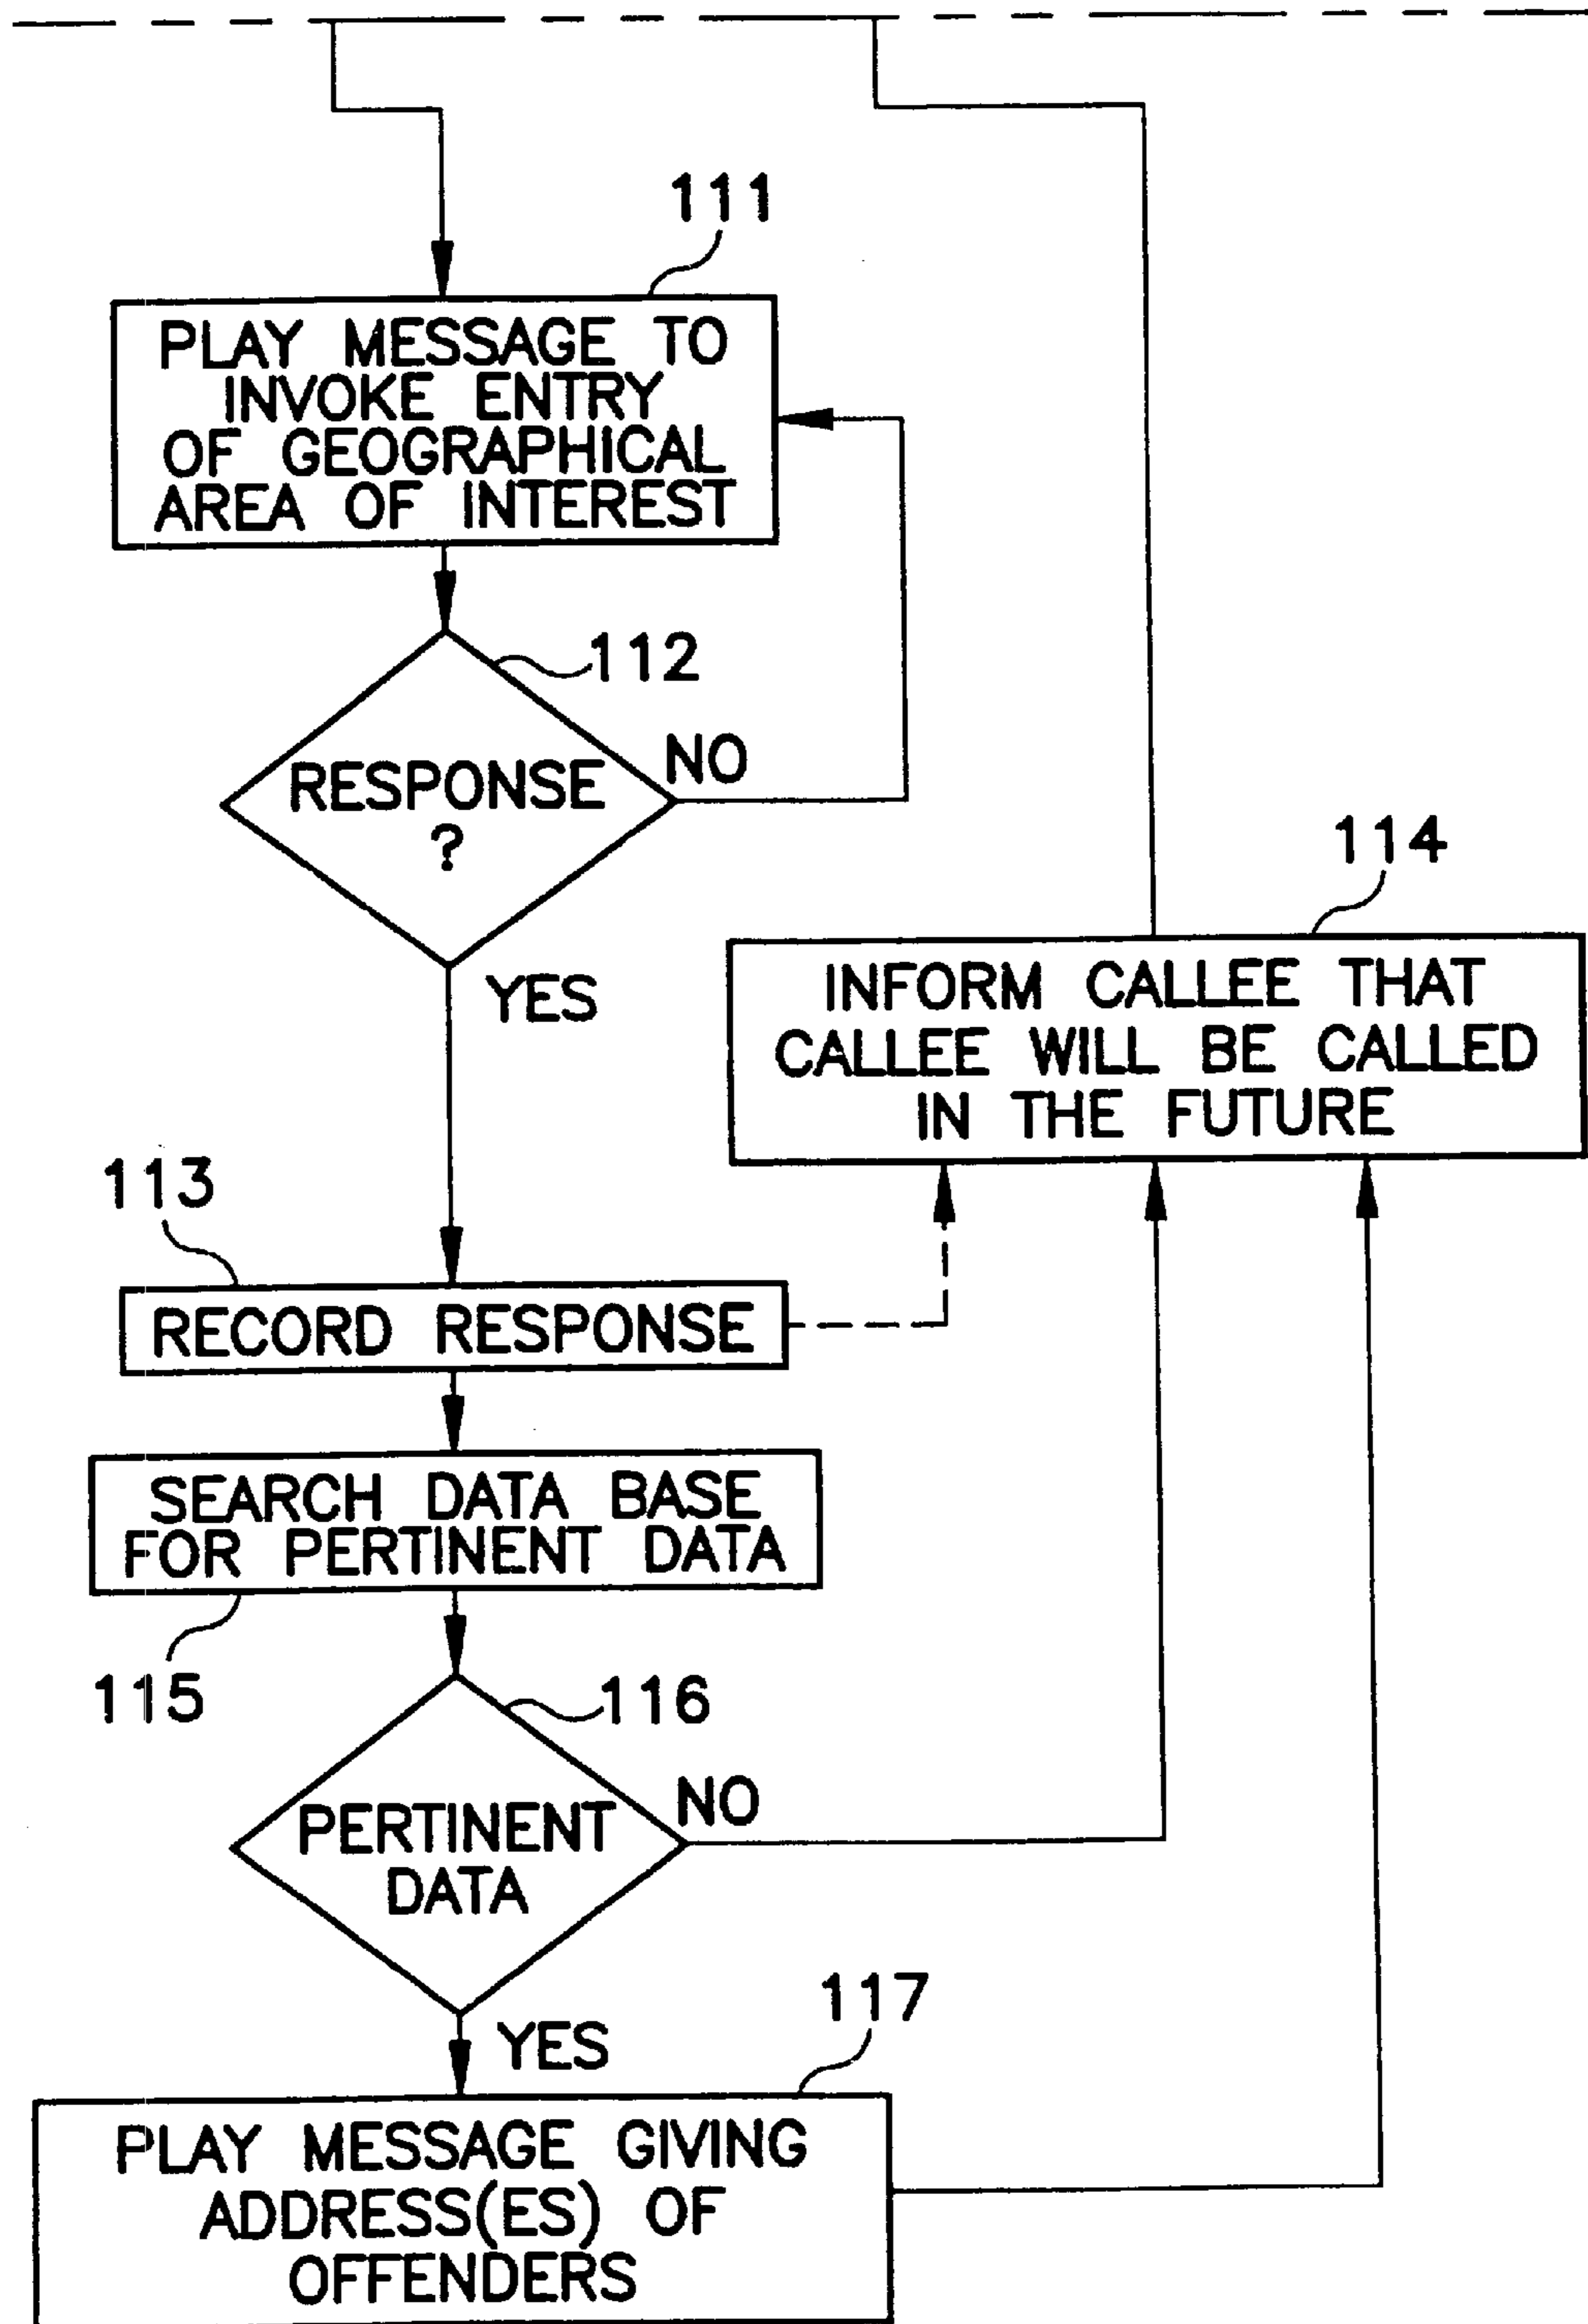 111
PLAY MESSAGE TO
INVOKE ENTRY
OF GEOGRAPHICAL
AREA OF INTEREST
112
RESPONSE
?
NO
YES
114
INFORM CALLEE THAT
CALLEE WILL BE CALLED
IN THE FUTURE
113
RECORD RESPONSE
SEARCH DATA BASE
FOR PERTINENT DATA
115
116
PERTINENT
DATA
NO
YES
117
PLAY MESSAGE GIVING
ADDRESS(ES) OF
OFFENDERS